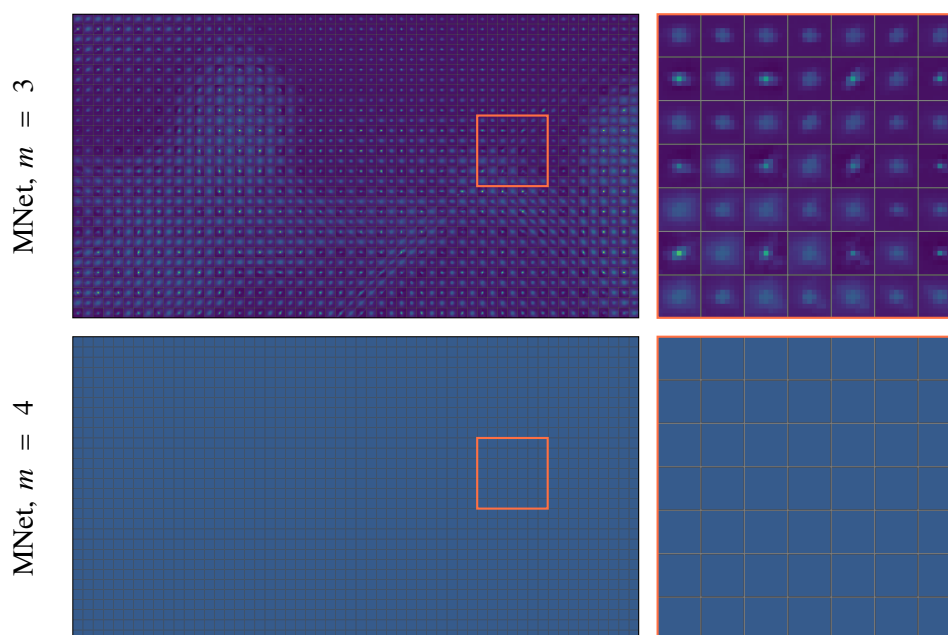 MNet, m = 3
MNet, m = 4